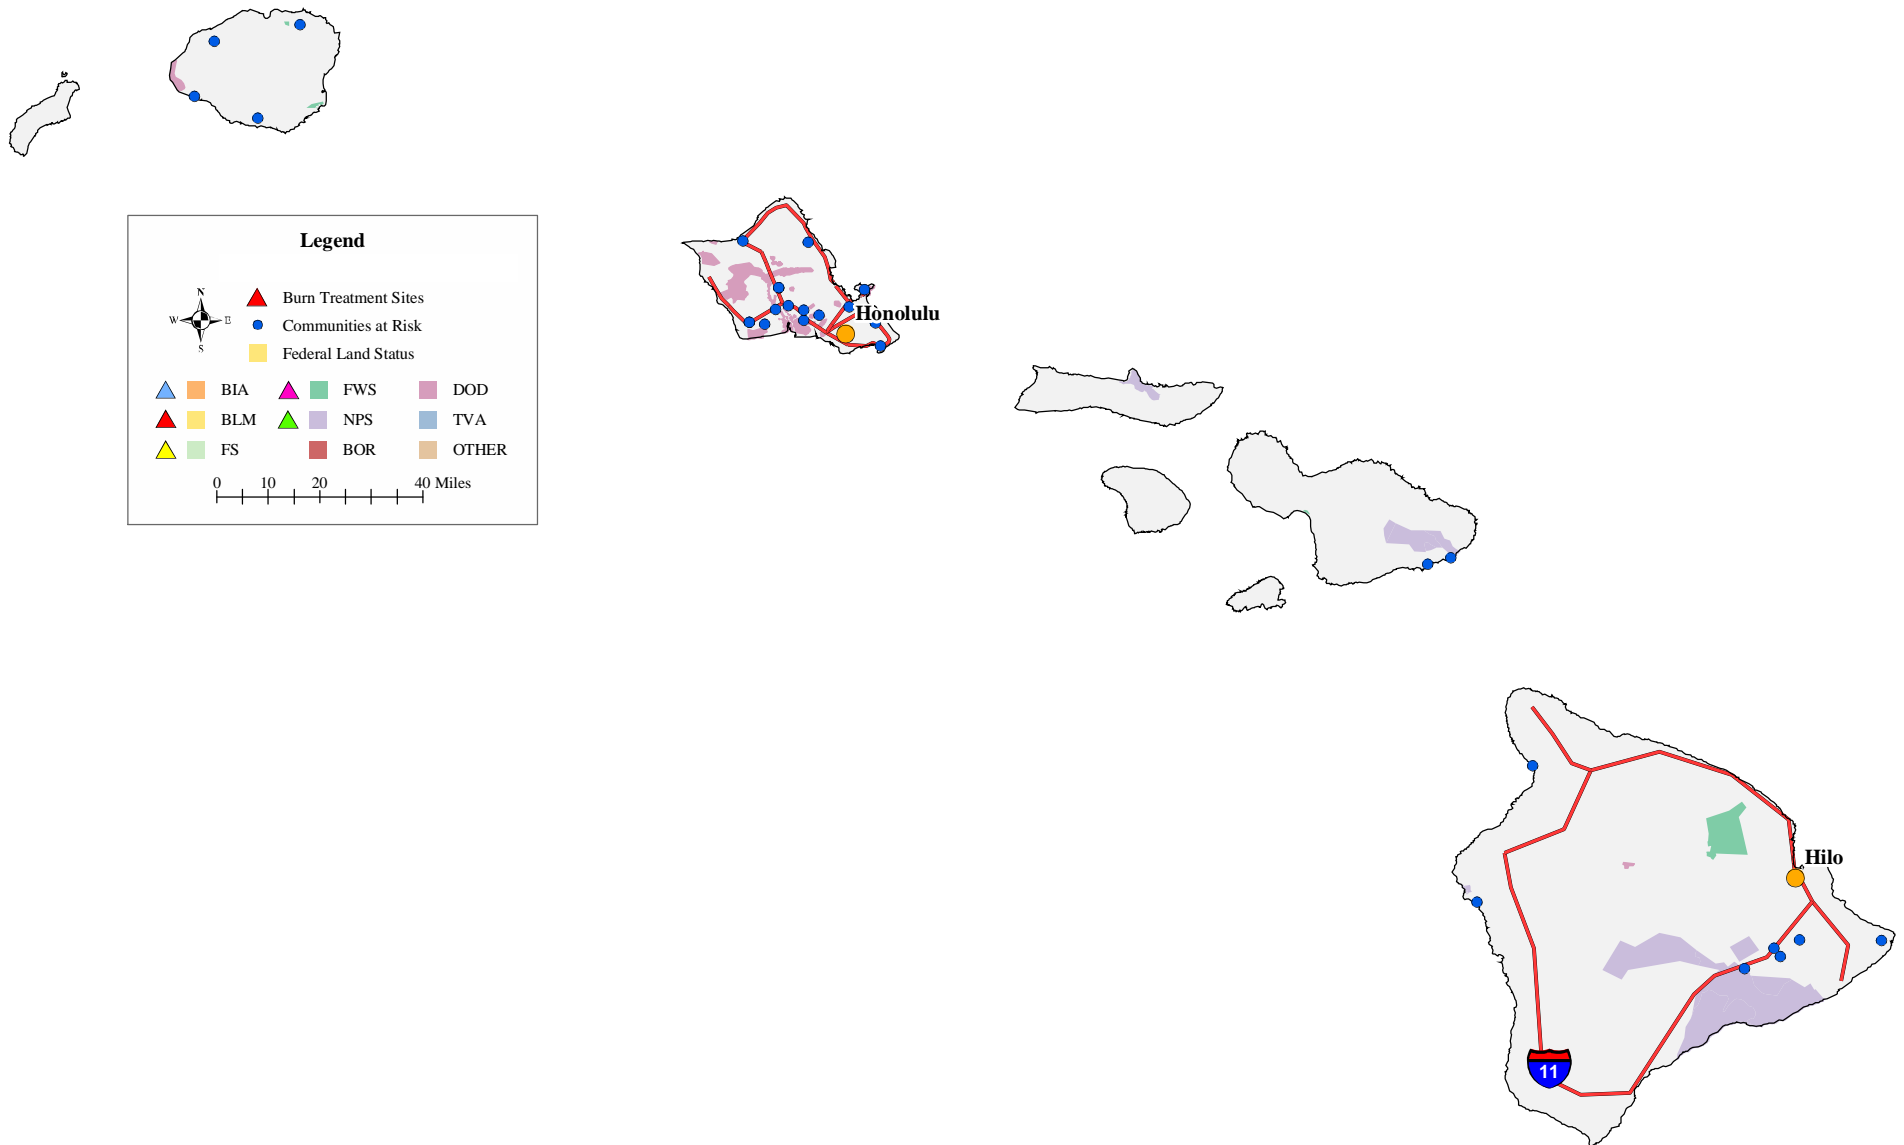 Legend
N
W E
S
Burn Treatment Sites
Communities at Risk
Federal Land Status
BIA FWS DOD
BLM NPS TVA
FS BOR OTHER
0 10 20 40 Miles
Honolulu
Hilo
11